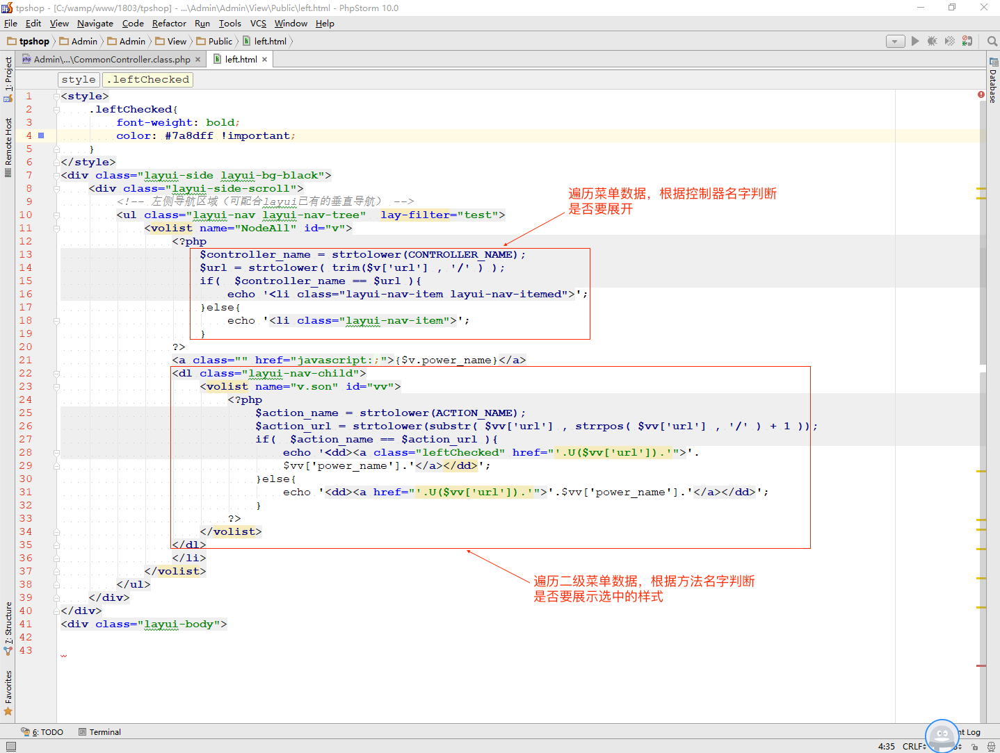 tpshop - [C:/wamp/www/1803/tpshop] - ...\Admin\Admin\View\Public\left.html - PhpStorm 10.0
File Edit View Navigate Code Refactor Run Tools VCS Window Help
tpshop Admin Admin View Public left.html
Admin\...\CommonController.class.php left.html
style .leftChecked
1 <style>
2 .leftChecked{
3 font-weight: bold;
4 color: #7a8dff !important;
5 }
6 </style>
7 <div class="layui-side layui-bg-black">
8 <div class="layui-side-scroll">
9 <!-- 左侧导航区域（可配合layui已有的垂直导航） -->
10 <ul class="layui-nav layui-nav-tree"  lay-filter="test">
11 <volist name="NodeAll" id="v">
12 <?php
13 $controller_name = strtolower(CONTROLLER_NAME);
14 $url = strtolower( trim($v['url'] , '/' ) );
15 if(  $controller_name == $url ){
16 echo '<li class="layui-nav-item layui-nav-itemed">';
17 }else{
18 echo '<li class="layui-nav-item">';
19 }
20 ?>
21 <a class="" href="javascript:;">{$v.power_name}</a>
22 <dl class="layui-nav-child">
23 <volist name="v.son" id="vv">
24 <?php
25 $action_name = strtolower(ACTION_NAME);
26 $action_url = strtolower(substr( $vv['url'] , strrpos( $vv['url'] , '/' ) + 1 ));
27 if(  $action_name == $action_url ){
28 echo '<dd><a class="leftChecked" href="'.U($vv['url']).'">'.
29 $vv['power_name'].'</a></dd>';
30 }else{
31 echo '<dd><a href="'.U($vv['url']).'">'.$vv['power_name'].'</a></dd>';
32 }
33 ?>
34 </volist>
35 </dl>
36 </li>
37 </volist>
38 </ul>
39 </div>
40 </div>
41 <div class="layui-body">
42
43
遍历菜单数据，根据控制器名字判断
是否要展开
遍历二级菜单数据，根据方法名字判断
是否要展示选中的样式
1: Project
Remote Host
7: Structure
Favorites
Database
6: TODO Terminal nt Log
4:35 CRLF